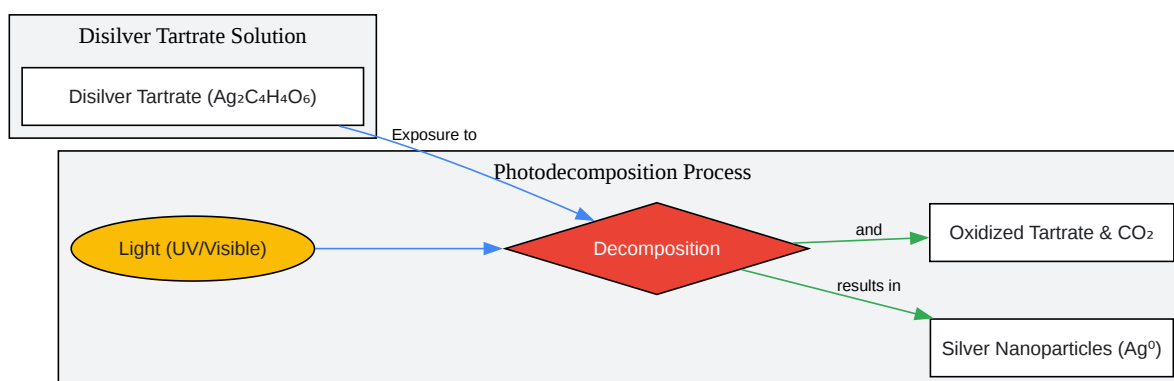 Disilver Tartrate Solution
Disilver Tartrate (Ag₂C₄H₄O₆)
Exposure to
Photodecomposition Process
Light (UV/Visible)
Decomposition
and
Oxidized Tartrate & CO₂
results in
Silver Nanoparticles (Ag⁰)